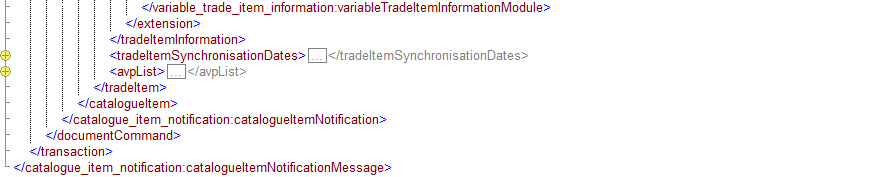 </variable_trade_item_information:variableTradeItemInformationModule>
</extension>
</tradeItemInformation>
<tradeItemSynchronisationDates>...</tradeItemSynchronisationDates>
<avpList>...</avpList>
</tradeItem>
</catalogueItem>
</catalogue_item_notification:catalogueItemNotification>
</documentCommand>
</transaction>
</catalogue_item_notification:catalogueItemNotificationMessage>